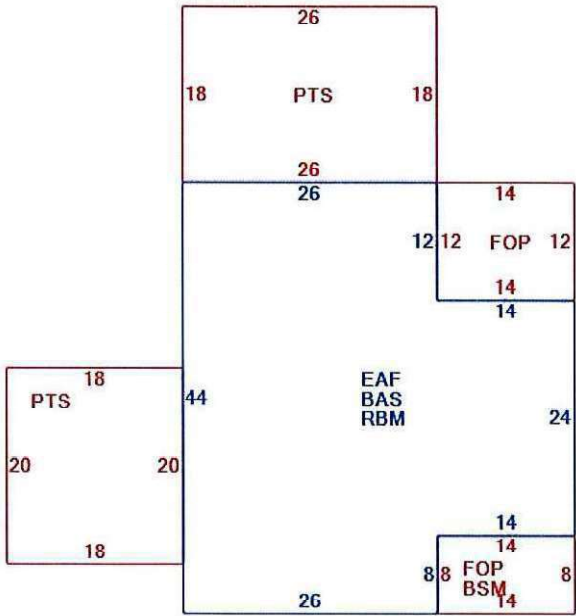 26
18 PTS 18
26
26
14
12 12 FOP 12
14
14
18
PTS
EAF
44 BAS
RBM 24
20 20
14
18 14
FOP
8 8 BSM 8
26 14